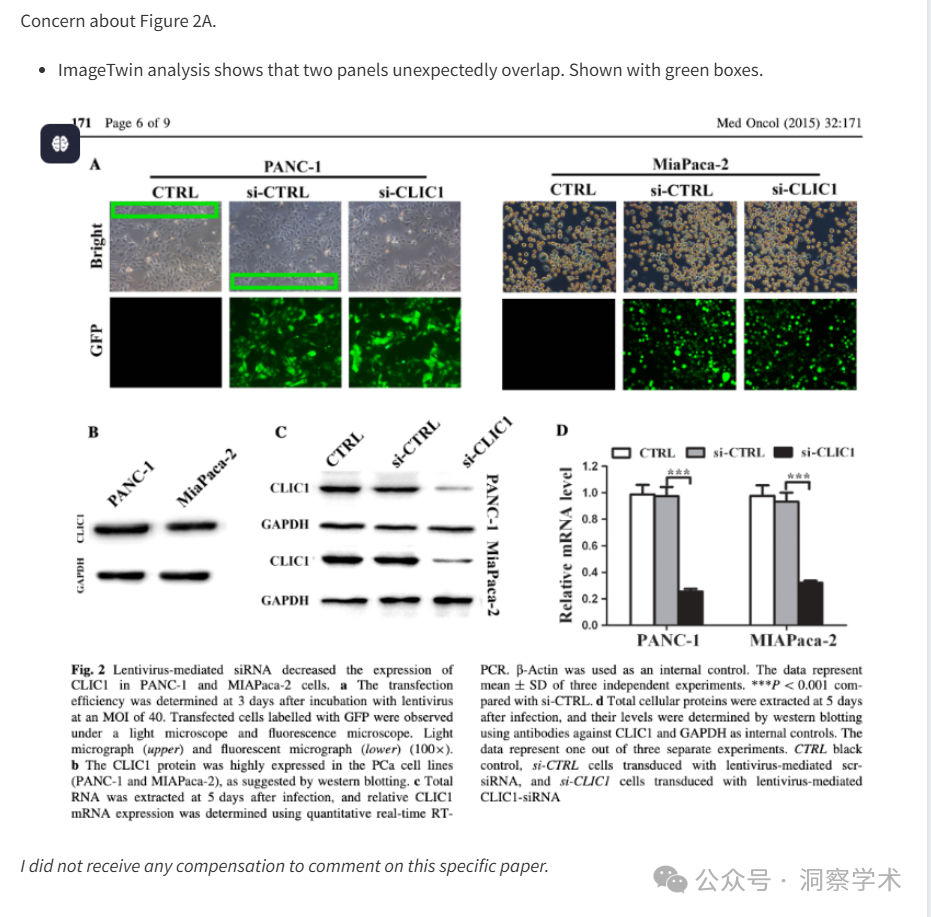 Concern about Figure 2A.
• ImageTwin analysis shows that two panels unexpectedly overlap. Shown with green boxes.
171 Page 6 of 9
Med Oncol (2015) 32:171
A
PANC-1
MiaPaca-2
CTRL si-CTRL si-CLIC1
CTRL si-CTRL si-CLIC1
Bright
GFP
B
PANC-1
MiaPaca-2
CLIC1
GAPDH
C
CTRL
si-CTRL
si-CLIC1
CLIC1
GAPDH
CLIC1
GAPDH
PANC-1
MiaPaca-2
D
CTRL si-CTRL si-CLIC1
Relative mRNA level
1.2
1.0
0.8
0.6
0.4
0.2
0.0
***
***
PANC-1
MIAPaca-2
Fig. 2 Lentivirus-mediated siRNA decreased the expression of
CLIC1 in PANC-1 and MIAPaca-2 cells. a The transfection
efficiency was determined at 3 days after incubation with lentivirus
at an MOI of 40. Transfected cells labelled with GFP were observed
under a light microscope and fluorescence microscope. Light
micrograph (upper) and fluorescent micrograph (lower) (100×).
b The CLIC1 protein was highly expressed in the PCa cell lines
(PANC-1 and MIAPaca-2), as suggested by western blotting. c Total
RNA was extracted at 5 days after infection, and relative CLIC1
mRNA expression was determined using quantitative real-time RT-
PCR. β-Actin was used as an internal control. The data represent
mean ± SD of three independent experiments. ***P < 0.001 com-
pared with si-CTRL. d Total cellular proteins were extracted at 5 days
after infection, and their levels were determined by western blotting
using antibodies against CLIC1 and GAPDH as internal controls. The
data represent one out of three separate experiments. CTRL black
control, si-CTRL cells transduced with lentivirus-mediated scr-
siRNA, and si-CLIC1 cells transduced with lentivirus-mediated
CLIC1-siRNA
I did not receive any compensation to comment on this specific paper.
公众号 · 洞察学术